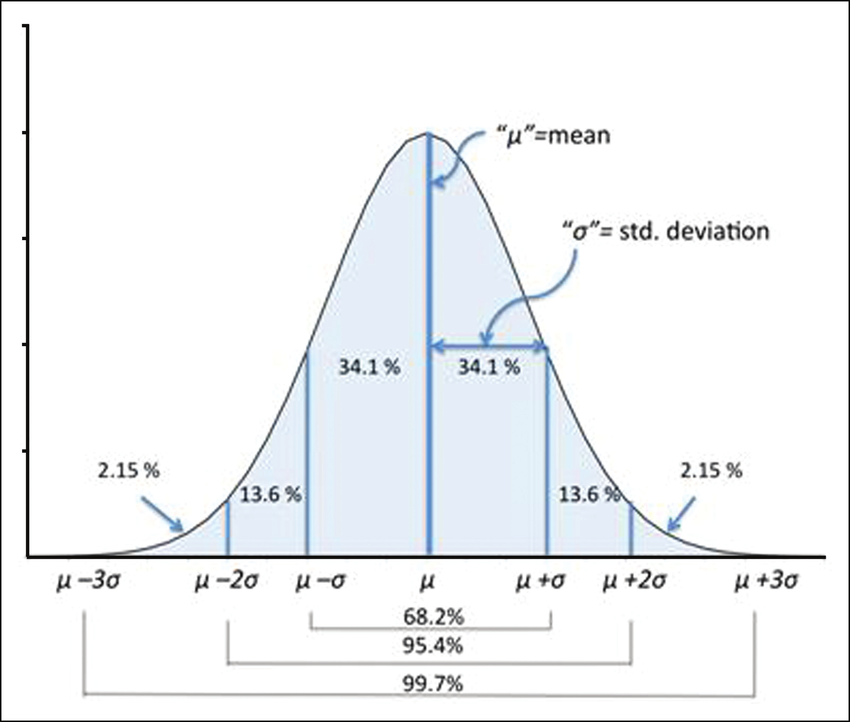 “μ”=mean
“σ”= std. deviation
34.1 %
34.1 %
2.15 %
2.15 %
13.6 %
13.6 %
μ –3σ
μ –2σ
μ –σ
μ
μ +σ
μ +2σ
μ +3σ
68.2%
95.4%
99.7%